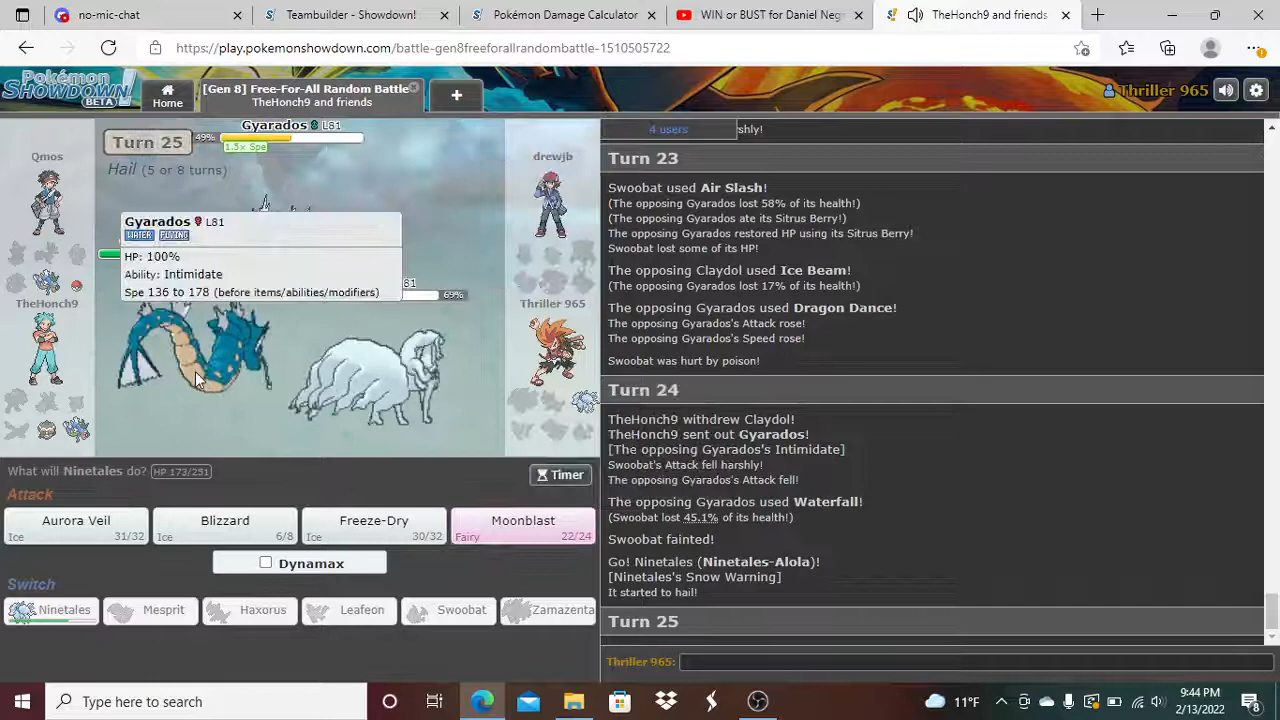 no-mic-chat
Teambuilder - Showdown!
Pokémon Damage Calculator
WIN or BUST for Daniel Neg
TheHonch9 and friends
https://play.pokemonshowdown.com/battle-gen8freeforallrandombattle-1510505722
Pokémon
SHOWDOWN
BETA
Home
[Gen 8] Free-For-All Random Battle
TheHonch9 and friends
+
Thriller 965
Turn 25
Hail (5 or 8 turns)
Gyarados L81
49%
1.5x Spe
Qmos
drewjb
Gyarados L81
WATER FLYING
HP: 100%
Ability: Intimidate
Spe 136 to 178 (before items/abilities/modifiers)
81
69%
TheHonch9
Thriller 965
What will Ninetales do? HP 173/251
Timer
Attack
Aurora Veil
Ice 31/32
Blizzard
Ice 6/8
Freeze-Dry
Ice 30/32
Moonblast
Fairy 22/24
Dynamax
Switch
Ninetales
Mesprit
Haxorus
Leafeon
Swoobat
Zamazenta
4 users
shly!
Turn 23
Swoobat used Air Slash!
(The opposing Gyarados lost 58% of its health!)
(The opposing Gyarados ate its Sitrus Berry!)
The opposing Gyarados restored HP using its Sitrus Berry!
Swoobat lost some of its HP!
The opposing Claydol used Ice Beam!
(The opposing Gyarados lost 17% of its health!)
The opposing Gyarados used Dragon Dance!
The opposing Gyarados's Attack rose!
The opposing Gyarados's Speed rose!
Swoobat was hurt by poison!
Turn 24
TheHonch9 withdrew Claydol!
TheHonch9 sent out Gyarados!
[The opposing Gyarados's Intimidate]
Swoobat's Attack fell harshly!
The opposing Gyarados's Attack fell!
The opposing Gyarados used Waterfall!
(Swoobat lost 45.1% of its health!)
Swoobat fainted!
Go! Ninetales (Ninetales-Alola)!
[Ninetales's Snow Warning]
It started to hail!
Turn 25
Thriller 965:
Type here to search
11°F
9:44 PM
2/13/2022
8